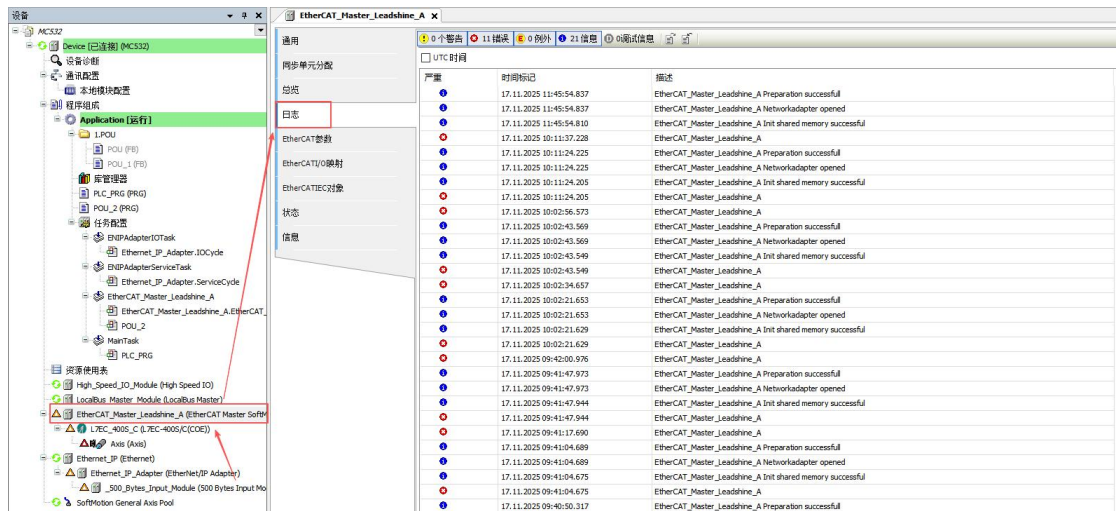 设备
MC532
Device [已连接] (MC532)
设备诊断
通讯配置
本地模块配置
程序组成
Application [运行]
1.POU
POU (FB)
POU_1 (FB)
库管理器
PLC_PRG (PRG)
POU_2 (PRG)
任务配置
ENIPAdapterIOTask
Ethernet_IP_Adapter.IOCycle
ENIPAdapterServiceTask
Ethernet_IP_Adapter.ServiceCycle
EtherCAT_Master_Leadshine_A
EtherCAT_Master_Leadshine_A.EtherCAT_
POU_2
MainTask
PLC_PRG
资源使用表
High_Speed_IO_Module (High Speed IO)
LocalBus_Master_Module (LocalBus Master)
EtherCAT_Master_Leadshine_A (EtherCAT Master SoftM
L7EC_400S_C (L7EC-400S/C(COE))
Axis (Axis)
Ethernet_IP (Ethernet)
Ethernet_IP_Adapter (EtherNet/IP Adapter)
_500_Bytes_Input_Module (500 Bytes Input Mo
SoftMotion General Axis Pool
EtherCAT_Master_Leadshine_A X
通用
同步单元分配
总览
日志
EtherCAT参数
EtherCATI/O映射
EtherCATIEC对象
状态
信息
0 个警告 11 错误 0 例外 21 信息 0调试信息
UTC时间
严重 时间标记 描述
17.11.2025 11:45:54.837 EtherCAT_Master_Leadshine_A Preparation successfull
17.11.2025 11:45:54.837 EtherCAT_Master_Leadshine_A Networkadapter opened
17.11.2025 11:45:54.810 EtherCAT_Master_Leadshine_A Init shared memory successful
17.11.2025 10:11:37.228 EtherCAT_Master_Leadshine_A
17.11.2025 10:11:24.225 EtherCAT_Master_Leadshine_A Preparation successfull
17.11.2025 10:11:24.225 EtherCAT_Master_Leadshine_A Networkadapter opened
17.11.2025 10:11:24.205 EtherCAT_Master_Leadshine_A Init shared memory successful
17.11.2025 10:11:24.205 EtherCAT_Master_Leadshine_A
17.11.2025 10:02:56.573 EtherCAT_Master_Leadshine_A
17.11.2025 10:02:43.569 EtherCAT_Master_Leadshine_A Preparation successfull
17.11.2025 10:02:43.569 EtherCAT_Master_Leadshine_A Networkadapter opened
17.11.2025 10:02:43.549 EtherCAT_Master_Leadshine_A Init shared memory successful
17.11.2025 10:02:43.549 EtherCAT_Master_Leadshine_A
17.11.2025 10:02:34.657 EtherCAT_Master_Leadshine_A
17.11.2025 10:02:21.653 EtherCAT_Master_Leadshine_A Preparation successfull
17.11.2025 10:02:21.653 EtherCAT_Master_Leadshine_A Networkadapter opened
17.11.2025 10:02:21.629 EtherCAT_Master_Leadshine_A Init shared memory successful
17.11.2025 10:02:21.629 EtherCAT_Master_Leadshine_A
17.11.2025 09:42:00.976 EtherCAT_Master_Leadshine_A
17.11.2025 09:41:47.973 EtherCAT_Master_Leadshine_A Preparation successfull
17.11.2025 09:41:47.973 EtherCAT_Master_Leadshine_A Networkadapter opened
17.11.2025 09:41:47.944 EtherCAT_Master_Leadshine_A Init shared memory successful
17.11.2025 09:41:47.944 EtherCAT_Master_Leadshine_A
17.11.2025 09:41:17.690 EtherCAT_Master_Leadshine_A
17.11.2025 09:41:04.689 EtherCAT_Master_Leadshine_A Preparation successfull
17.11.2025 09:41:04.689 EtherCAT_Master_Leadshine_A Networkadapter opened
17.11.2025 09:41:04.675 EtherCAT_Master_Leadshine_A Init shared memory successful
17.11.2025 09:41:04.675 EtherCAT_Master_Leadshine_A
17.11.2025 09:40:50.317 EtherCAT_Master_Leadshine_A Preparation successfull